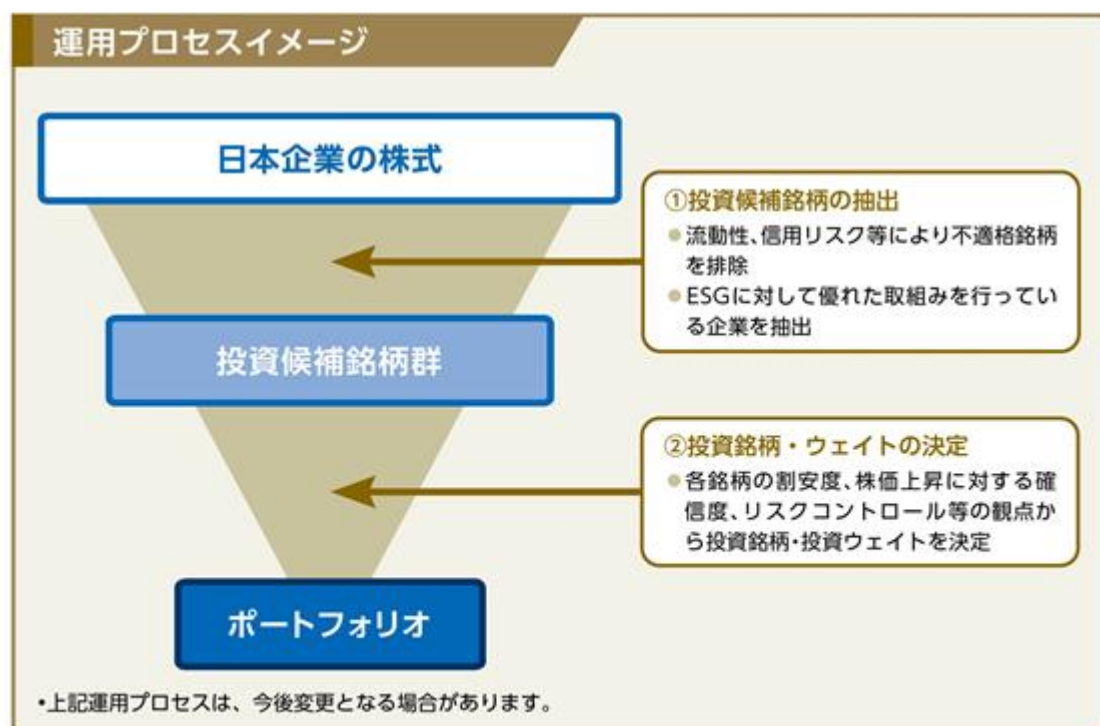 運用プロセスイメージ
日本企業の株式
①投資候補銘柄の抽出
●流動性、信用リスク等により不適格銘柄
を排除
●ESGに対して優れた取組みを行ってい
る企業を抽出
投資候補銘柄群
②投資銘柄・ウェイトの決定
●各銘柄の割安度、株価上昇に対する確
信度、リスクコントロール等の観点か
ら投資銘柄・投資ウェイトを決定
ポートフォリオ
•上記運用プロセスは、今後変更となる場合があります。